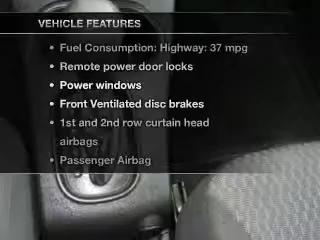 VEHICLE FEATURES
• Fuel Consumption: Highway: 37 mpg
• Remote power door locks
• Power windows
• Front Ventilated disc brakes
• 1st and 2nd row curtain head
airbags
• Passenger Airbag